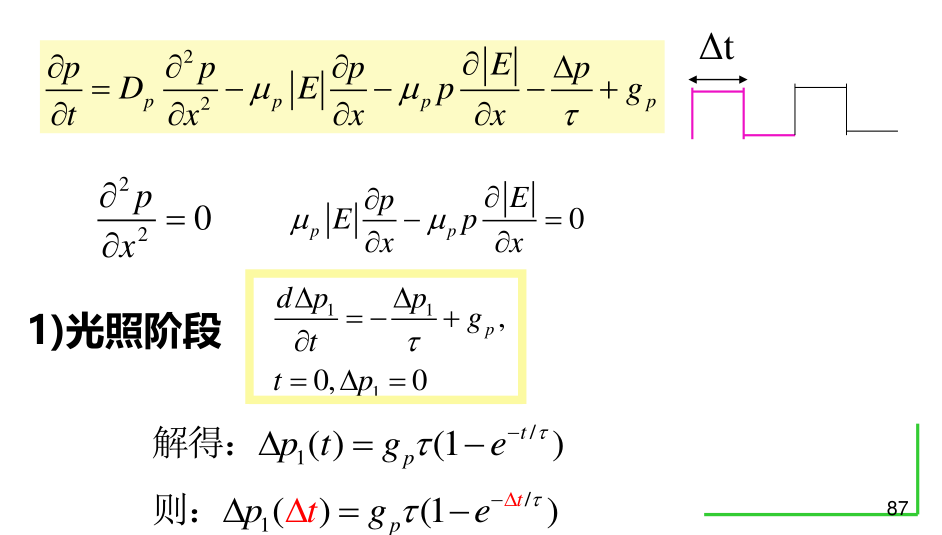 ∂p/∂t = D_p ∂²p/∂x² − μ_p|E| ∂p/∂x − μ_p p ∂|E|/∂x − Δp/τ + g_p
Δt
∂²p/∂x² = 0
μ_p|E| ∂p/∂x − μ_p p ∂|E|/∂x = 0
1)光照阶段
dΔp₁/∂t = −Δp₁/τ + g_p,
t = 0, Δp₁ = 0
解得：Δp₁(t) = g_pτ(1−e^{−t/τ})
则：Δp₁(Δt) = g_pτ(1−e^{−Δt/τ})
87